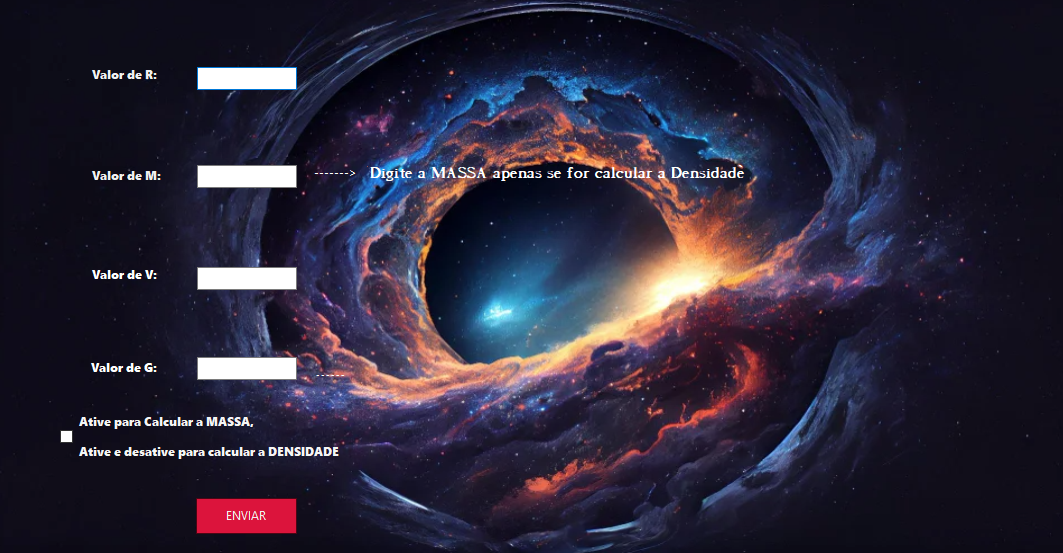 Valor de R:
Valor de M:
-------> Digite a MASSA apenas se for calcular a Densidade
Valor de V:
Valor de G:
------
Ative para Calcular a MASSA,
Ative e desative para calcular a DENSIDADE
ENVIAR